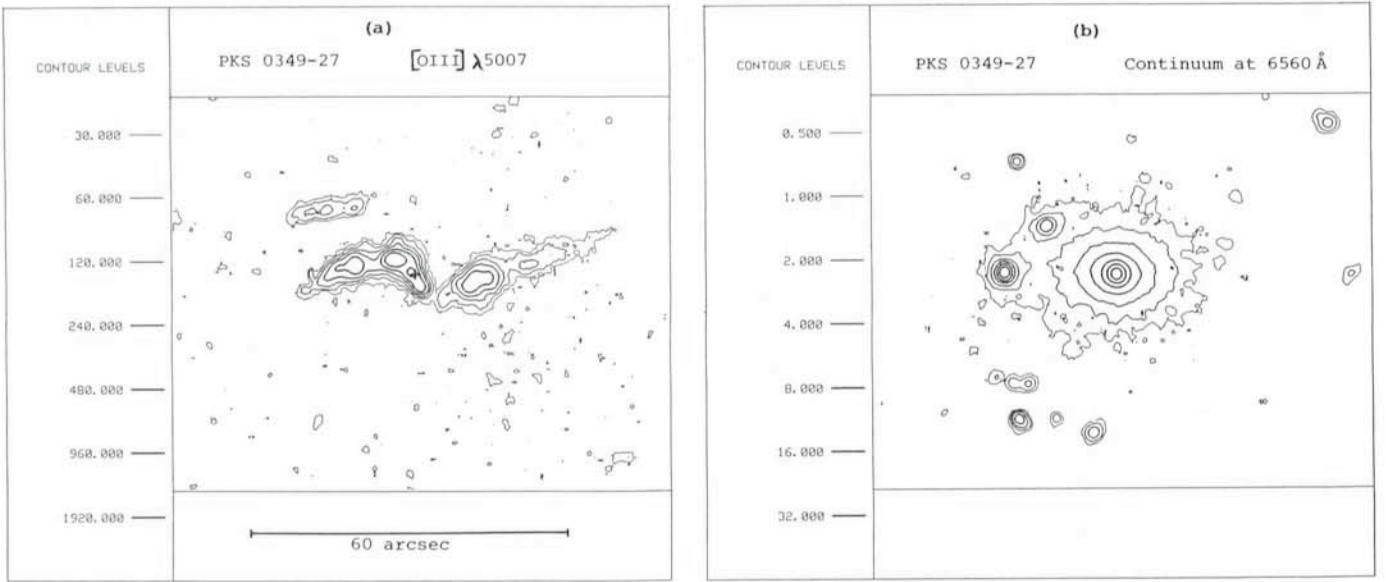 (a)
CONTOUR LEVELS
PKS 0349-27 [OIII] λ5007
30.000
60.000
120.000
240.000
480.000
960.000
1920.000
60 arcsec
(b)
CONTOUR LEVELS
PKS 0349-27 Continuum at 6560 Å
0.500
1.000
2.000
4.000
8.000
16.000
32.000